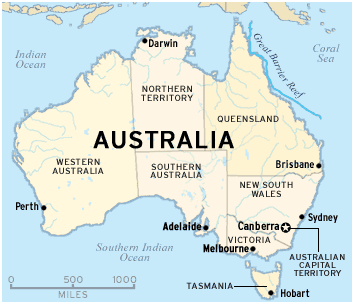 Darwin
Indian
Ocean
Great Barrier Reef
Coral
Sea
NORTHERN
TERRITORY
QUEENSLAND
AUSTRALIA
WESTERN
AUSTRALIA
SOUTHERN
AUSTRALIA
Brisbane
NEW SOUTH
WALES
Perth
Adelaide
Canberra
Sydney
Southern Indian
Ocean
VICTORIA
Melbourne
AUSTRALIAN
CAPITAL
TERRITORY
0 500 1000
MILES
TASMANIA
Hobart